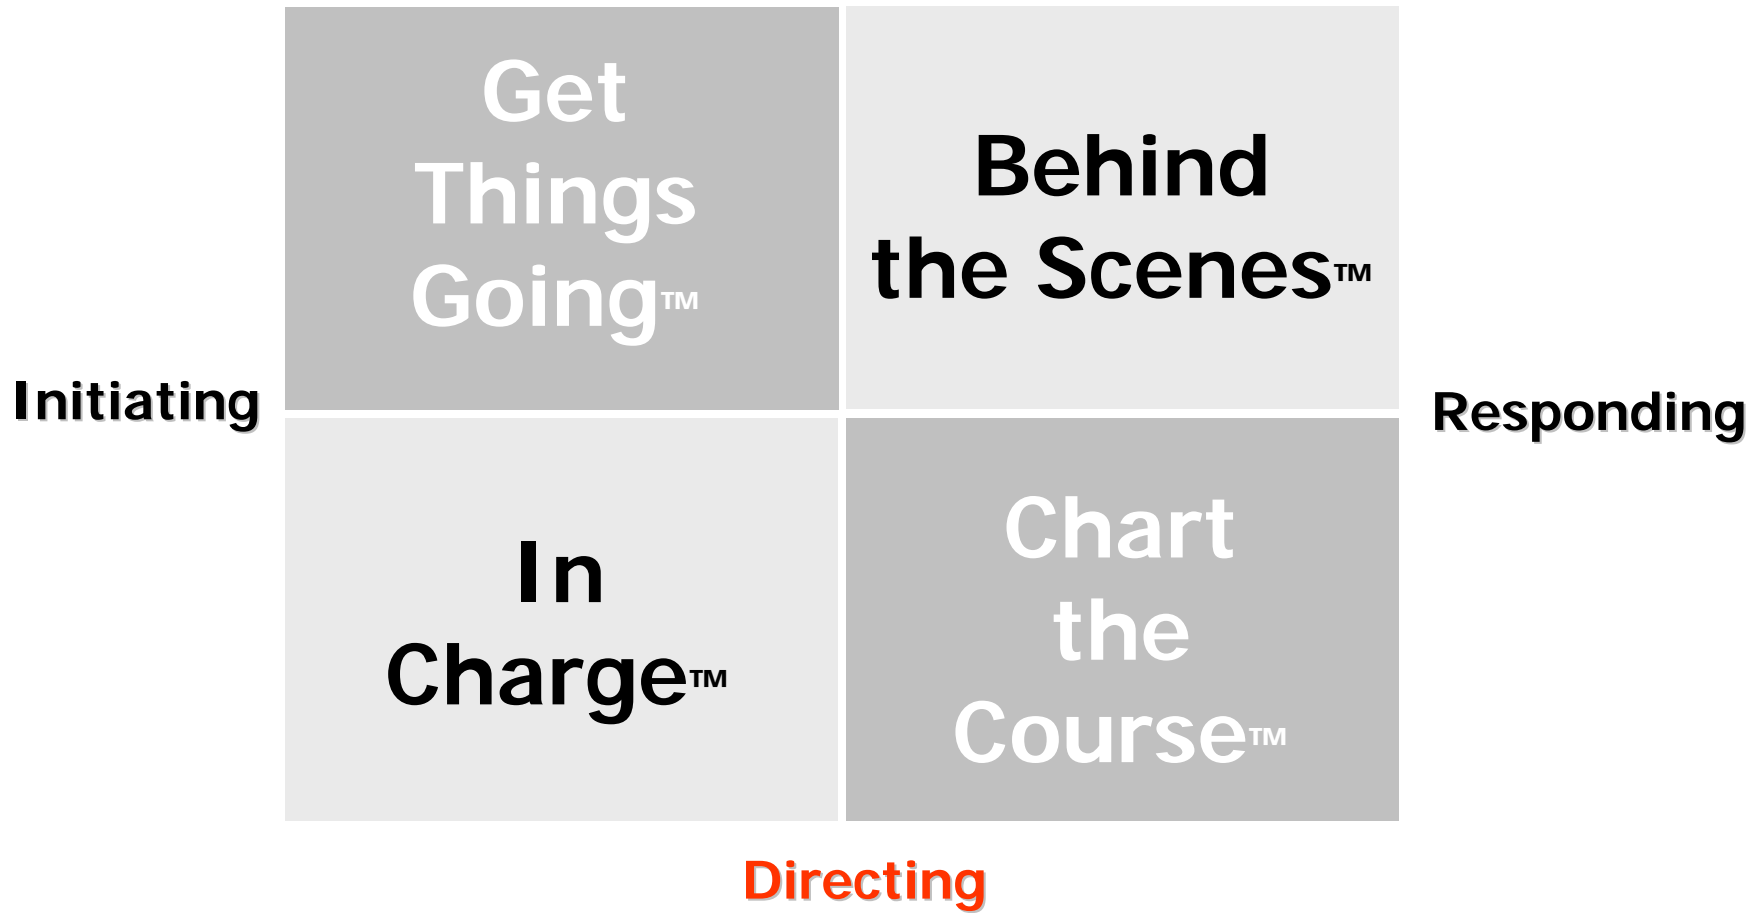 Get
Things
Going™
Behind
the Scenes™
Initiating
Responding
In
Charge™
Chart
the
Course™
Directing